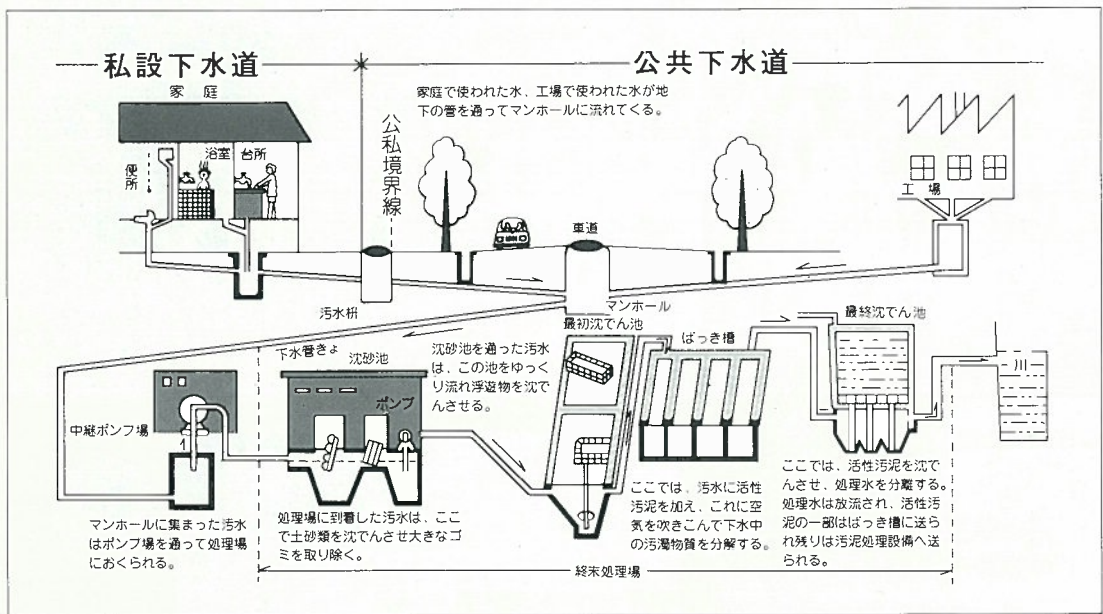 私設下水道
公共下水道
家庭
家庭で使われた水、工場で使われた水が地
下の管を通ってマンホールに流れてくる。
公私境界線
浴室
台所
便所
工場
車道
汚水枡
マンホール
下水管きょ
沈砂池
沈砂池を通った汚水
は、この池をゆっく
り流れ浮遊物を沈で
んさせる。
最初沈でん池
ばっき槽
最終沈でん池
川
ポンプ
中継ポンプ場
マンホールに集まった汚水
はポンプ場を通って処理場
におくられる。
処理場に到着した汚水は、ここ
で土砂類を沈でんさせ大きなゴ
ミを取り除く。
ここでは、汚水に活性
汚泥を加え、これに空
気を吹きこんで下水中
の汚濁物質を分解する。
ここでは、活性汚泥を沈で
んさせ、処理水を分離する。
処理水は放流され、活性汚
泥の一部はばっき槽に送ら
れ残りは汚泥処理設備へ送
られる。
終末処理場